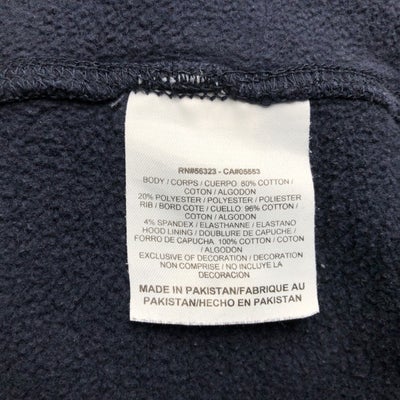 RN#56323 - CA#05553
BODY / CORPS / CUERPO 80% COTTON /
COTON / ALGODON
20% POLYESTER / POLYESTER / POLIESTER
RIB / BORD COTE / CUELLO: 96% COTTON /
COTON / ALGODON
4% SPANDEX / ELASTHANNE / ELASTANO
HOOD LINING / DOUBLURE DE CAPUCHE /
FORRO DE CAPUCHA 100% COTTON / COTON
/ ALGODON
EXCLUSIVE OF DECORATION / DECORATION
NON COMPRISE / NO INCLUYE LA
DECORACIÓN
MADE IN PAKISTAN/FABRIQUE AU
PAKISTAN/HECHO EN PAKISTAN